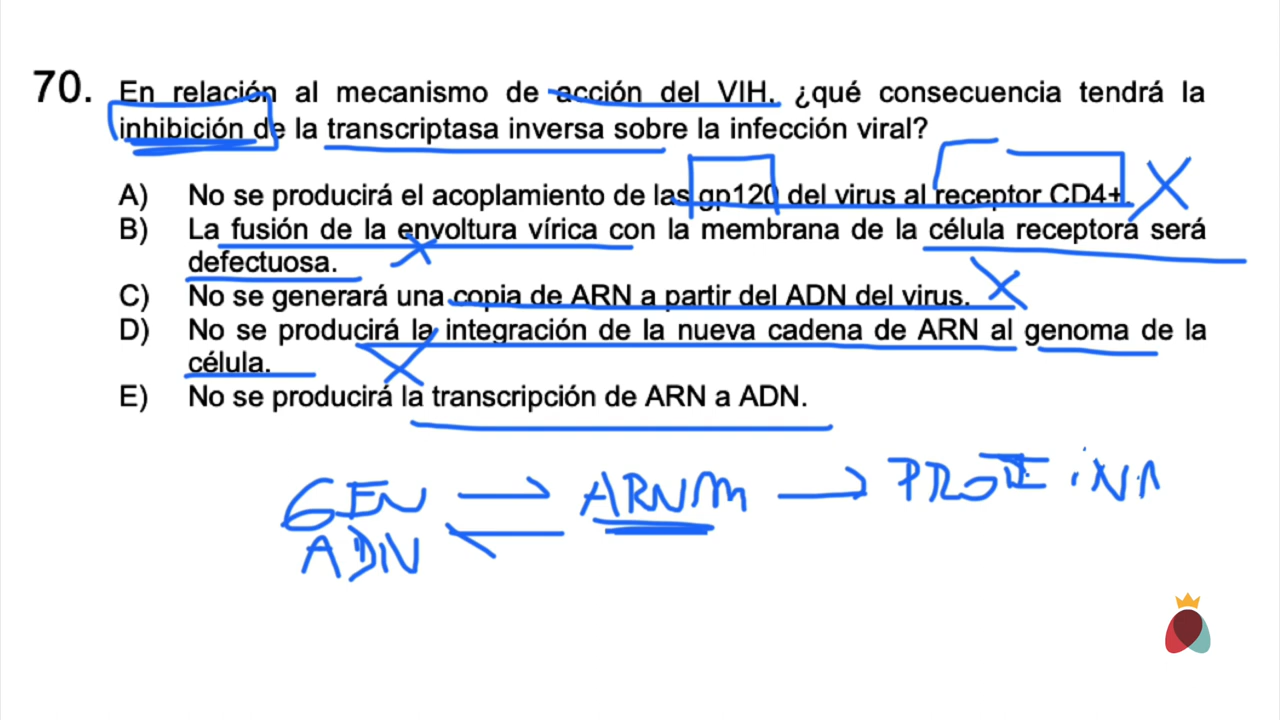 70. En relación al mecanismo de acción del VIH, ¿qué consecuencia tendrá la
inhibición de la transcriptasa inversa sobre la infección viral?
A) No se producirá el acoplamiento de las gp120 del virus al receptor CD4+.
B) La fusión de la envoltura vírica con la membrana de la célula receptora será
defectuosa.
C) No se generará una copia de ARN a partir del ADN del virus.
D) No se producirá la integración de la nueva cadena de ARN al genoma de la
célula.
E) No se producirá la transcripción de ARN a ADN.
GEN → ARNm → PROTEINA
ADN